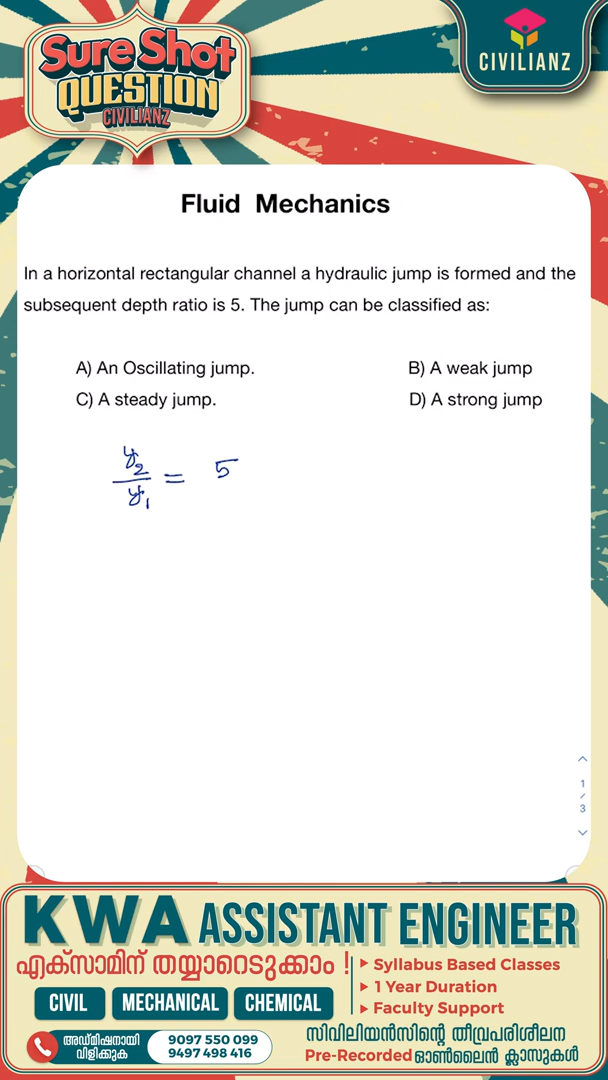 Sure Shot
QUESTION
CIVILIANZ
CIVILIANZ
Fluid Mechanics
In a horizontal rectangular channel a hydraulic jump is formed and the
subsequent depth ratio is 5. The jump can be classified as:
A) An Oscillating jump.
B) A weak jump
C) A steady jump.
D) A strong jump
y₂
/
y₁
= 5
1
/
3
KWA ASSISTANT ENGINEER
എക്സാമിന് തയ്യാറെടുക്കാം !
CIVIL
MECHANICAL
CHEMICAL
Syllabus Based Classes
1 Year Duration
Faculty Support
അഡ്മിഷനായി
വിളിക്കുക
9097 550 099
9497 498 416
സിവിലിയൻസിന്റെ തീവ്രപരിശീലന
Pre-Recorded ഓൺലൈൻ ക്ലാസുകൾ